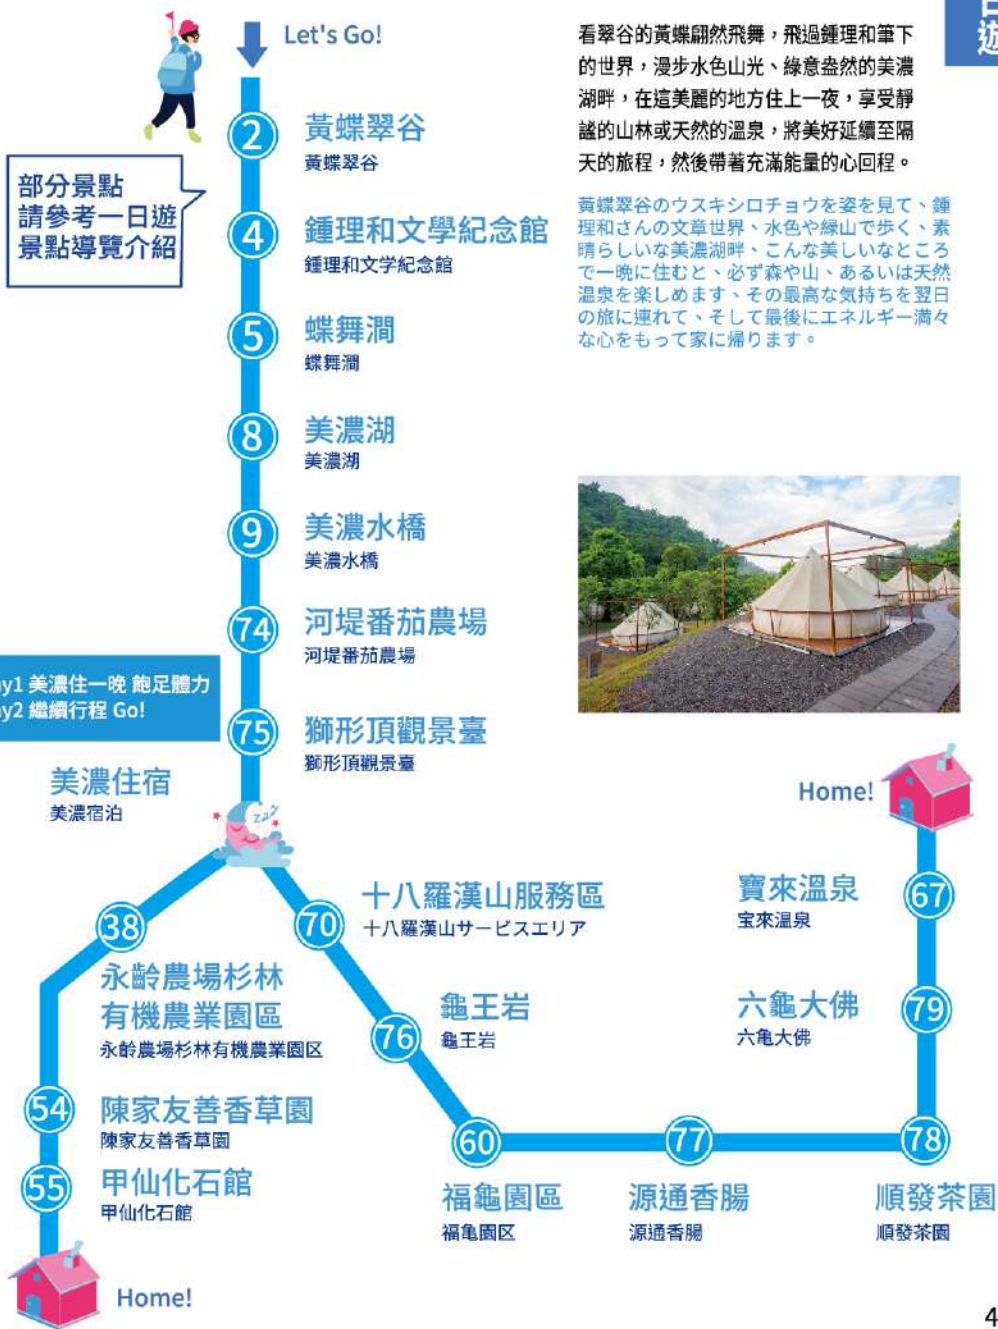 日
遊
Let's Go!
看翠谷的黃蝶翩然飛舞，飛過鍾理和筆下
的世界，漫步水色山光、綠意盎然的美濃
湖畔，在這美麗的地方住上一夜，享受靜
謐的山林或天然的溫泉，將美好延續至隔
天的旅程，然後帶著充滿能量的心回程。
黃蝶翠谷のウスキシロチョウを姿を見て、鍾
理和さんの文章世界、水色や緑山で歩く、素
晴らしいな美濃湖畔、こんな美しいなところ
で一晩に住むと、必ず森や山、あるいは天然
溫泉を楽しめます、その最高な気持ちを翌日
の旅に連れて、そして最後にエネルギー満々
な心をもって家に帰ります。
部分景點
請參考一日遊
景點導覽介紹
2
黃蝶翠谷
黃蝶翠谷
4
鍾理和文學紀念館
鍾理和文学紀念館
5
蝶舞澗
蝶舞澗
8
美濃湖
美濃湖
9
美濃水橋
美濃水橋
74
河堤番茄農場
河堤番茄農場
75
獅形頂觀景臺
獅形頂觀景臺
y1 美濃住一晚 飽足體力
y2 繼續行程 Go!
美濃住宿
美濃宿泊
zzz
38
永齡農場杉林
有機農業園區
永齡農場杉林有機農業園区
54
陳家友善香草園
陳家友善香草園
55
甲仙化石館
甲仙化石館
Home!
70
十八羅漢山服務區
十八羅漢山サービスエリア
76
龜王岩
龜王岩
60
福龜園區
福亀園区
77
源通香腸
源通香腸
78
順發茶園
順發茶園
79
六龜大佛
六亀大佛
67
寶來溫泉
宝來溫泉
Home!
4